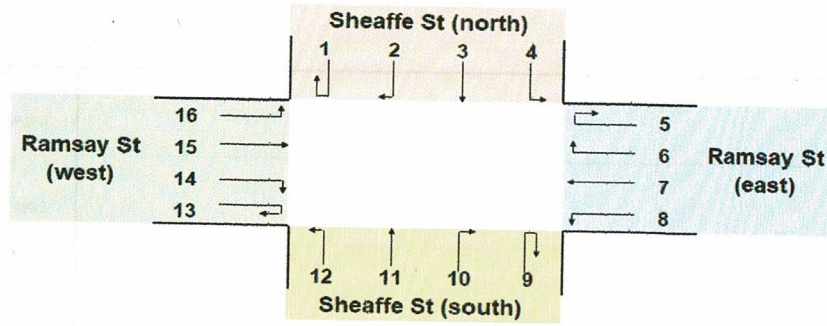 Sheaffe St (north)
1 2 3 4
16
15
14
13
Ramsay St
(west)
5
6
7
8
Ramsay St
(east)
12 11 10 9
Sheaffe St (south)